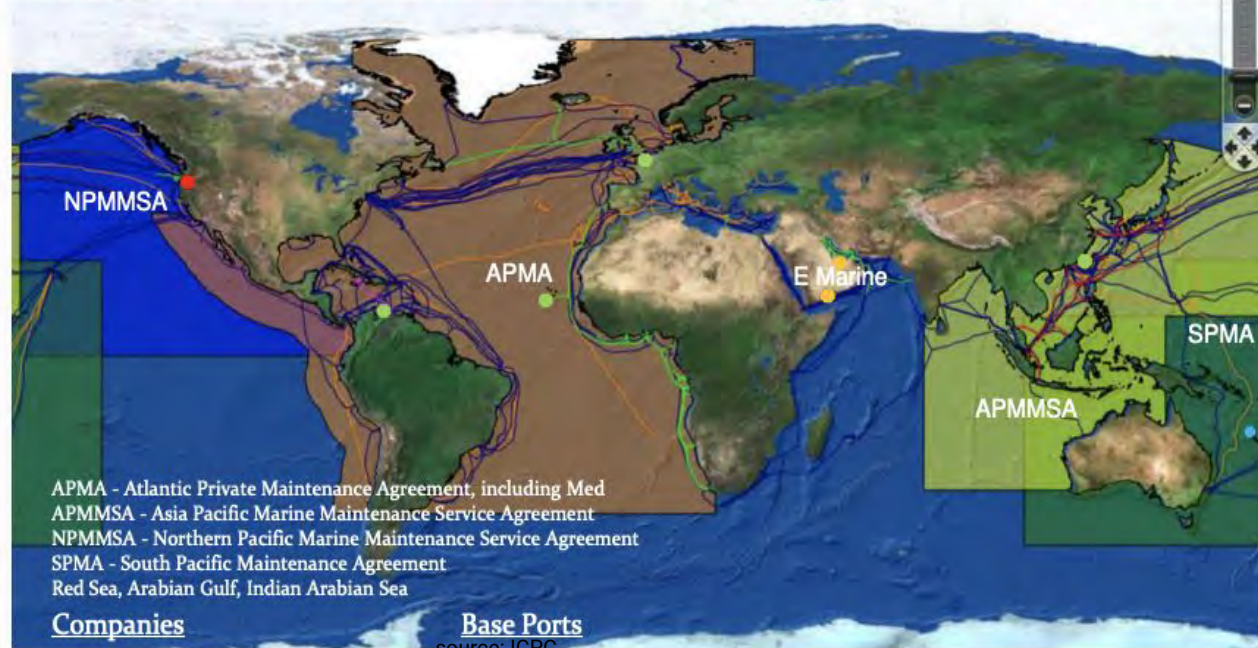 NPMMSA
APMA
E Marine
SPMA
APMMSA
APMA - Atlantic Private Maintenance Agreement, including Med
APMMSA - Asia Pacific Marine Maintenance Service Agreement
NPMMSA - Northern Pacific Marine Maintenance Service Agreement
SPMA - South Pacific Maintenance Agreement
Red Sea, Arabian Gulf, Indian Arabian Sea
Companies Base Ports
source: ICPC